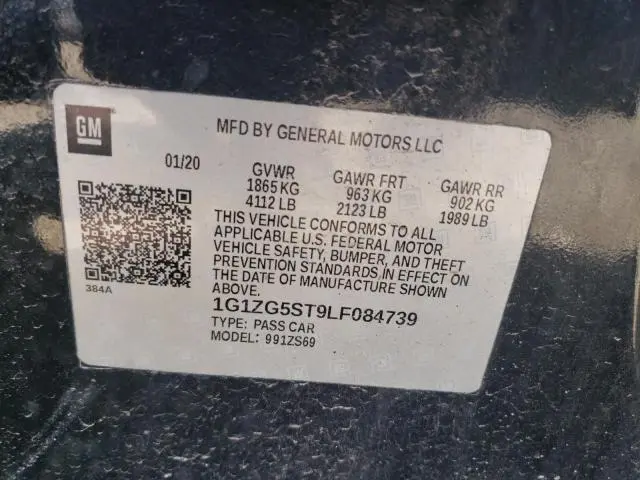 GM
MFD BY GENERAL MOTORS LLC
01/20
GVWR
1865 KG
4112 LB
GAWR FRT
963 KG
2123 LB
GAWR RR
902 KG
1989 LB
THIS VEHICLE CONFORMS TO ALL
APPLICABLE U.S. FEDERAL MOTOR
VEHICLE SAFETY, BUMPER, AND THEFT
PREVENTION STANDARDS IN EFFECT ON
THE DATE OF MANUFACTURE SHOWN
ABOVE.
384A
1G1ZG5ST9LF084739
TYPE: PASS CAR
MODEL: 991ZS69